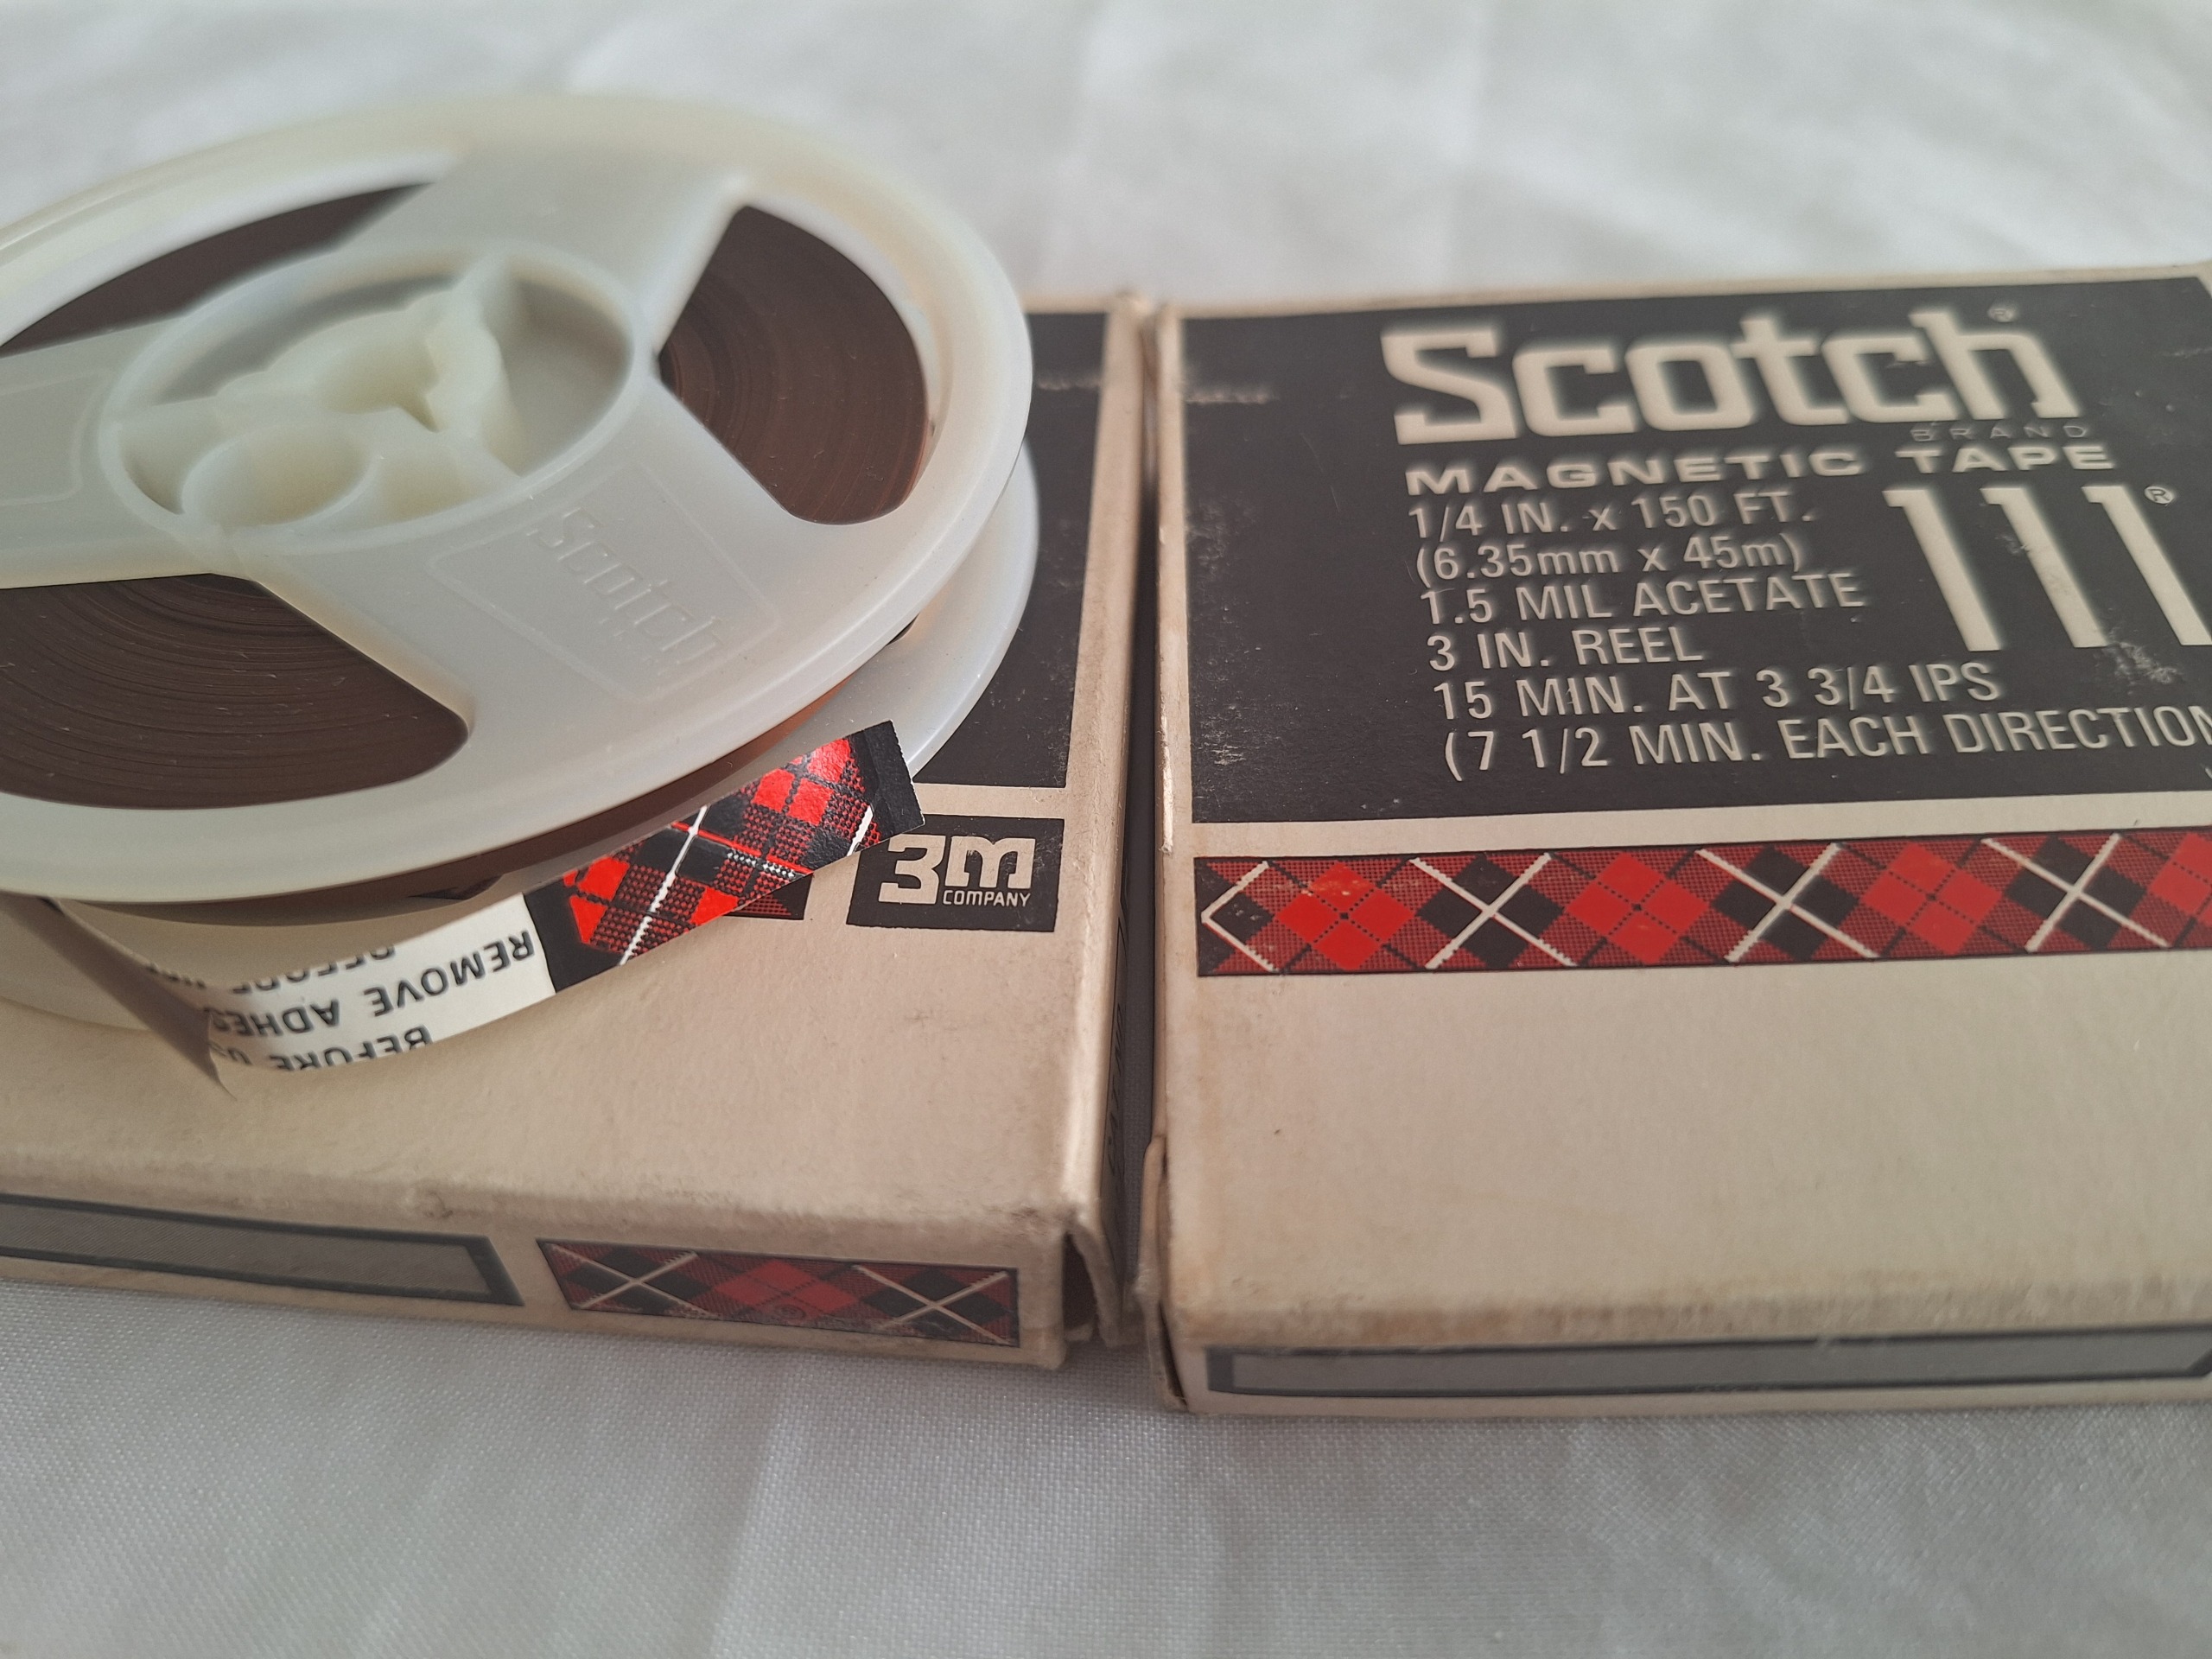 Scotch
3M
COMPANY
REMOVE
BEFORE
Scotch®
BRAND
MAGNETIC TAPE
111®
1/4 IN. x 150 FT.
(6.35mm x 45m)
1.5 MIL ACETATE
3 IN. REEL
15 MIN. AT 3 3/4 IPS
(7 1/2 MIN. EACH DIRECTION